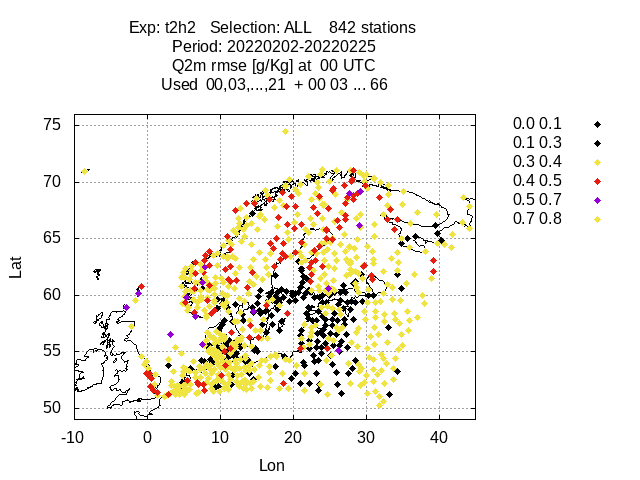 Exp: t2h2   Selection: ALL    842 stations
Period: 20220202-20220225
Q2m rmse [g/Kg] at  00 UTC
Used  00,03,...,21  + 00 03 ... 66
0.0 0.1
0.1 0.3
0.3 0.4
0.4 0.5
0.5 0.7
0.7 0.8
75
70
65
60
55
50
Lat
-10 0 10 20 30 40
Lon